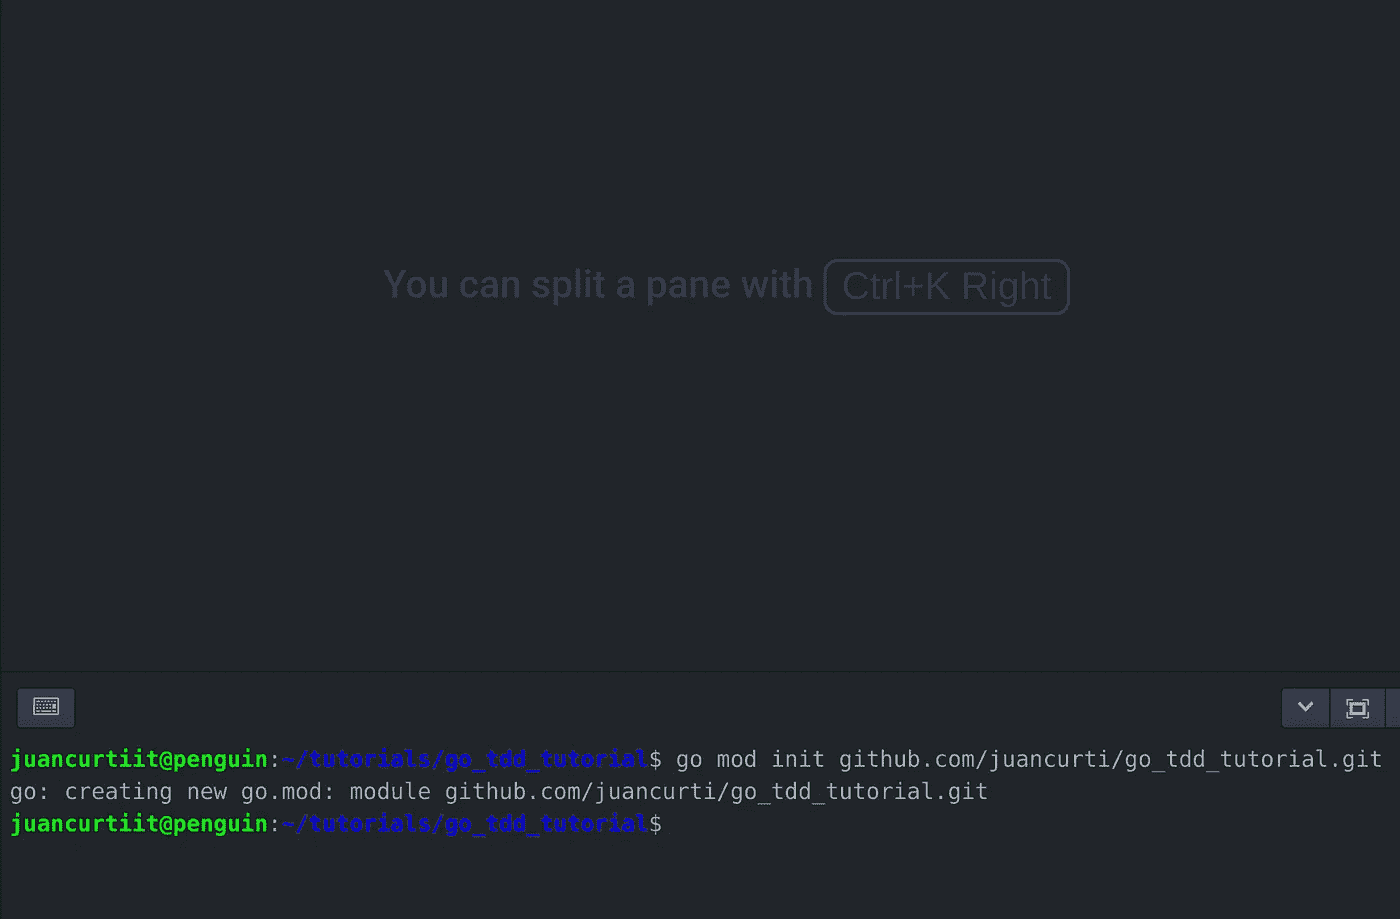 You can split a pane with Ctrl+K Right
juancurtiit@penguin:~/tutorials/go_tdd_tutorial$ go mod init github.com/juancurti/go_tdd_tutorial.git
go: creating new go.mod: module github.com/juancurti/go_tdd_tutorial.git
juancurtiit@penguin:~/tutorials/go_tdd_tutorial$